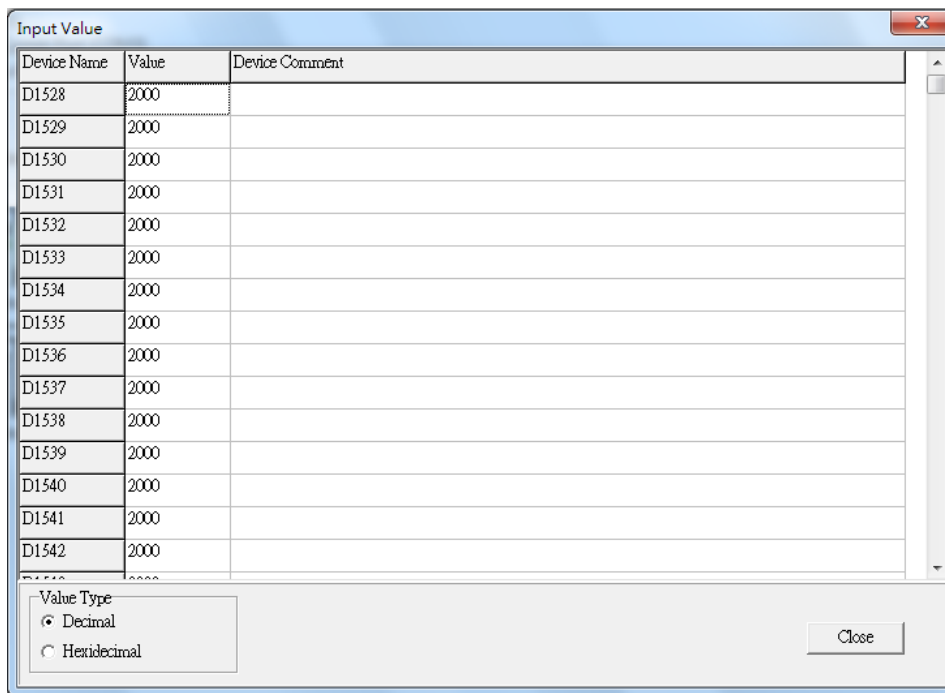 Input Value
Device Name Value Device Comment
D1528 2000
D1529 2000
D1530 2000
D1531 2000
D1532 2000
D1533 2000
D1534 2000
D1535 2000
D1536 2000
D1537 2000
D1538 2000
D1539 2000
D1540 2000
D1541 2000
D1542 2000
Value Type
Decimal
Hexidecimal
Close